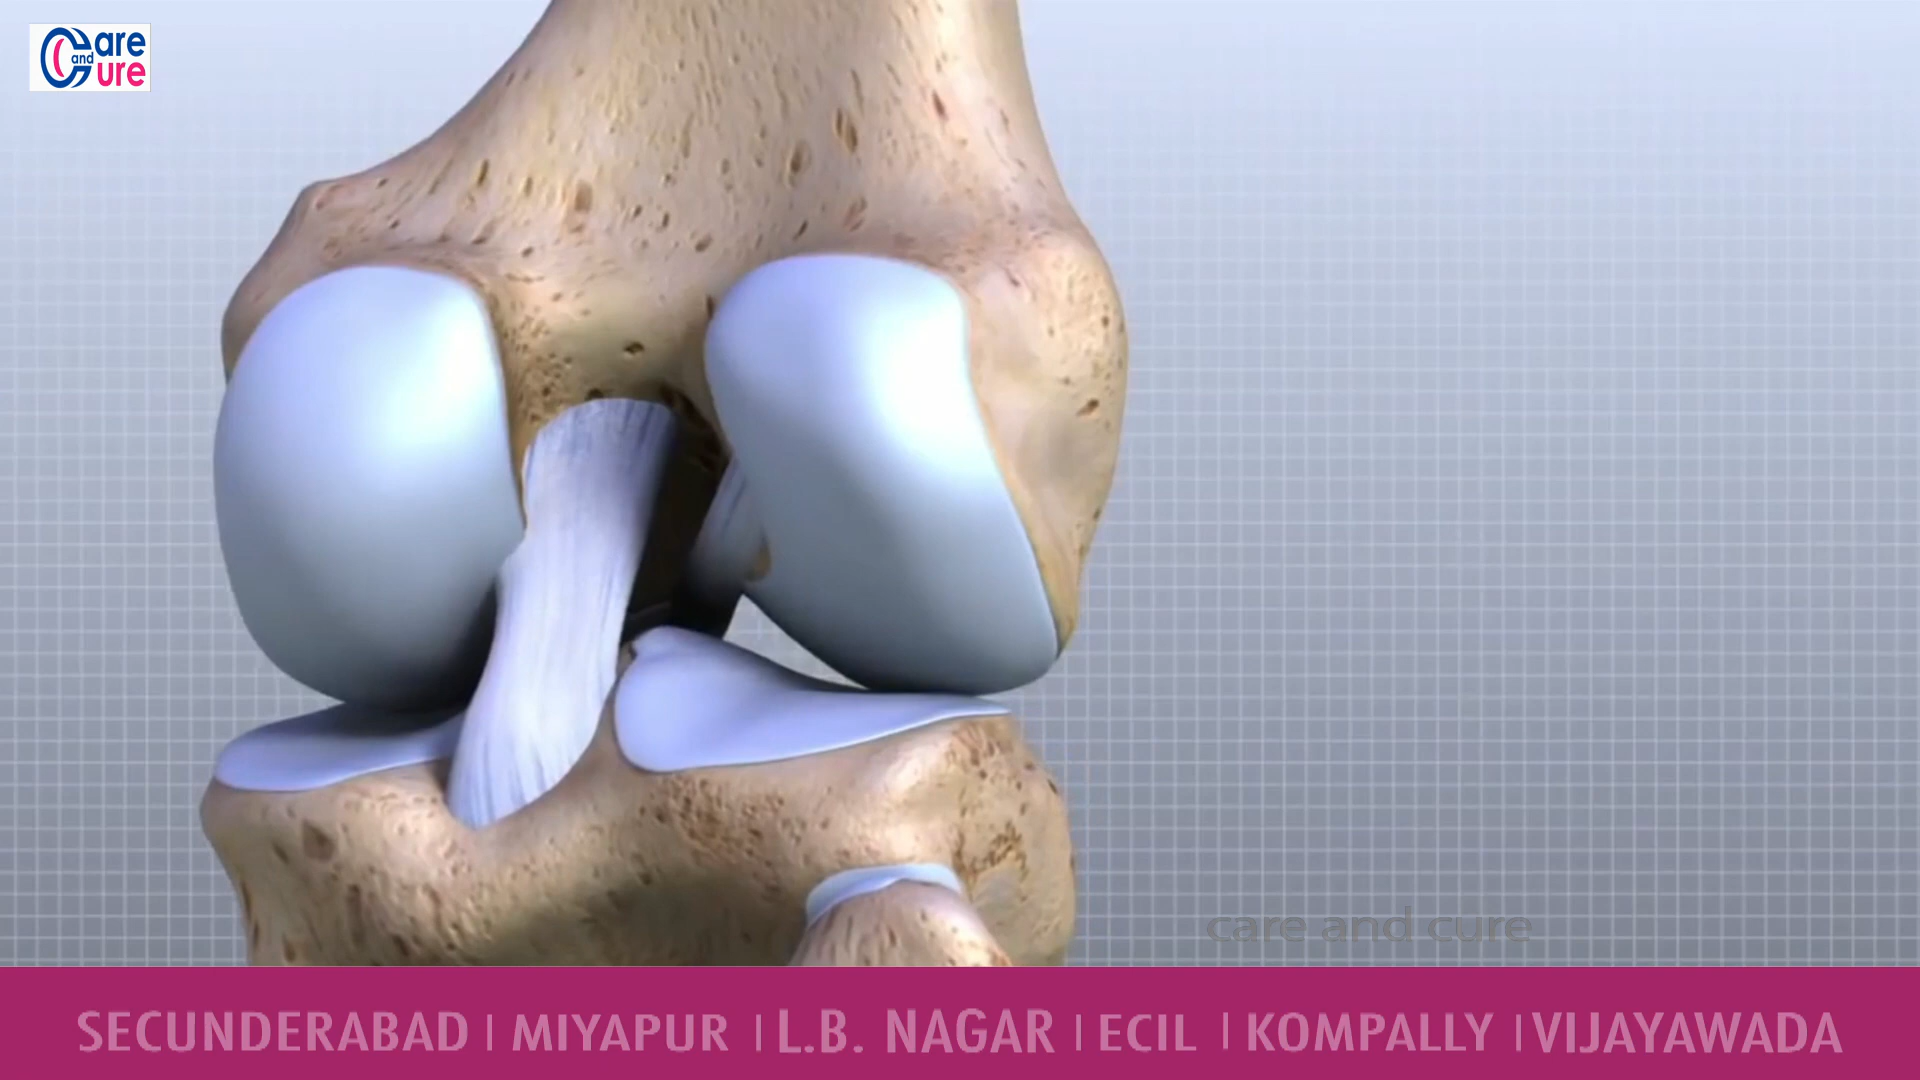 Care
and
Cure
care and cure
SECUNDERABAD | MIYAPUR | L.B. NAGAR | ECIL | KOMPALLY | VIJAYAWADA